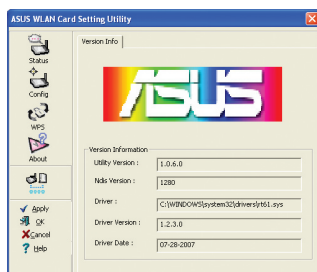 ASUS WLAN Card Setting Utility
Status
Config
WPS
About
Apply
OK
Cancel
Help
Version Info
ASUS
Version Information
Utility Version : 1.0.6.0
Ndis Version : 1280
Driver : C:\WINDOWS\system32\drivers\rt61.sys
Driver Version : 1.2.3.0
Driver Date : 07-28-2007